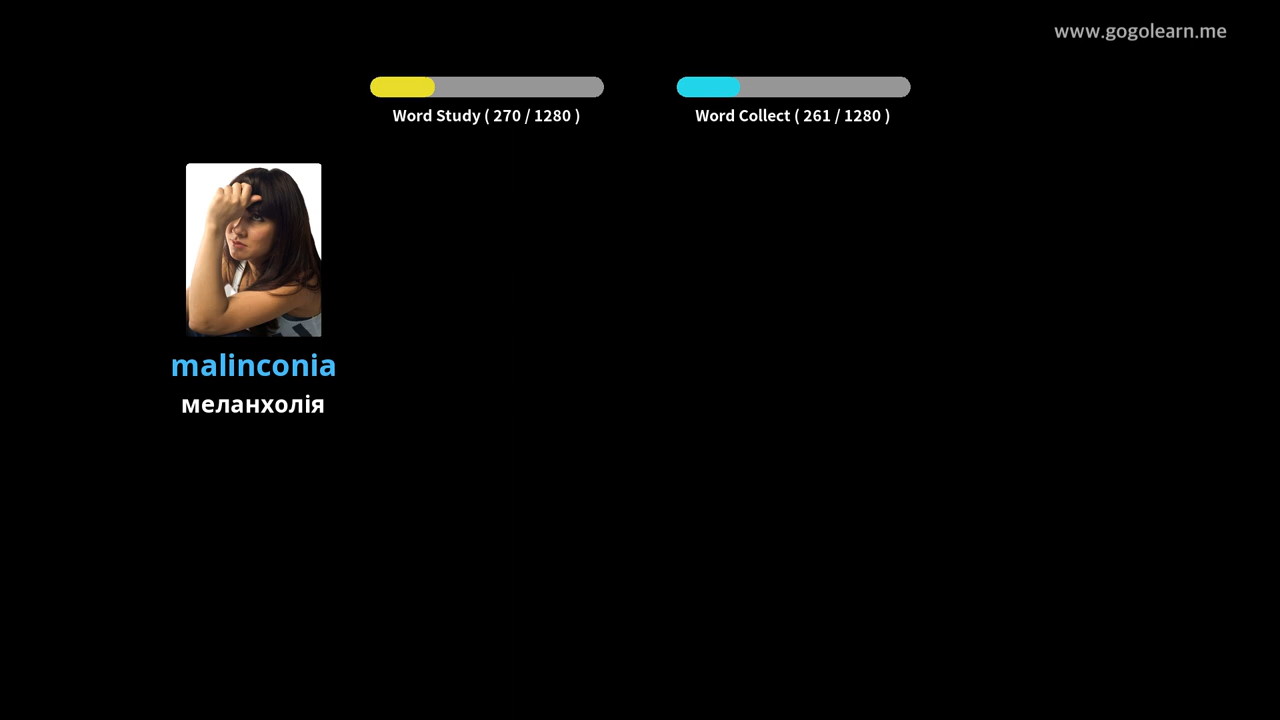 www.gogolearn.me
Word Study ( 270 / 1280 )
Word Collect ( 261 / 1280 )
malinconia
меланхолія